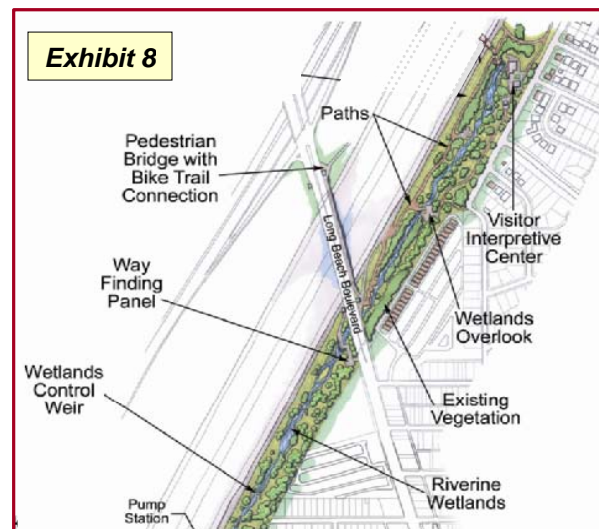 Exhibit 8
Paths
Pedestrian
Bridge with
Bike Trail
Connection
Long Beach Boulevard
Visitor
Interpretive
Center
Way
Finding
Panel
Wetlands
Overlook
Wetlands
Control
Weir
Existing
Vegetation
Riverine
Wetlands
Pump
Station